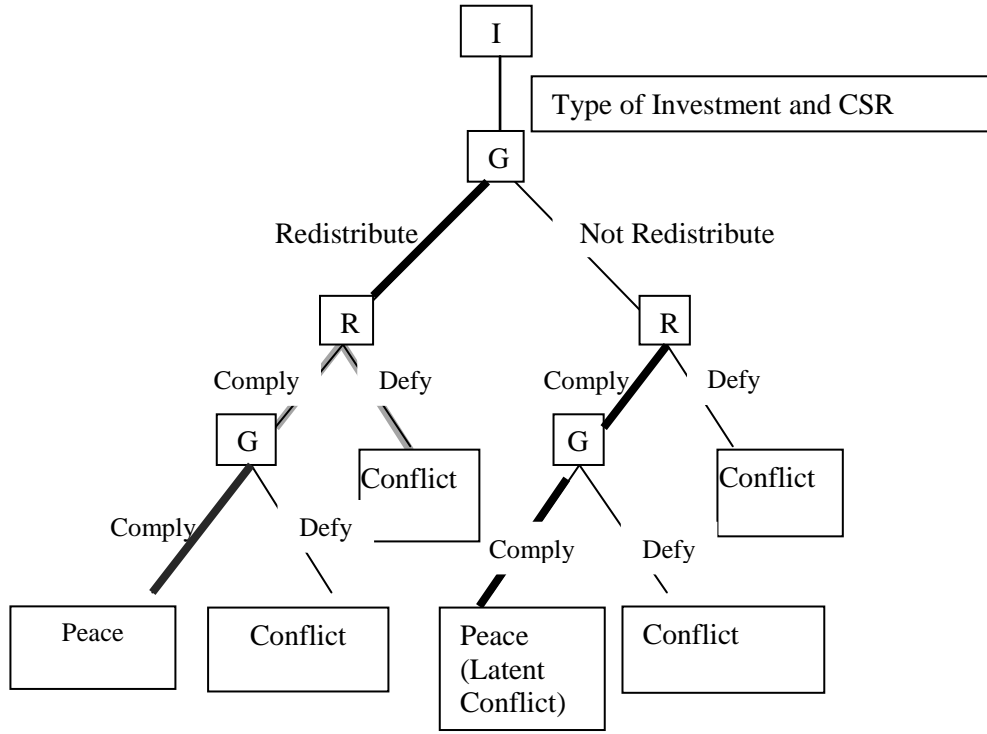 I
Type of Investment and CSR
G
Redistribute
Not Redistribute
R
R
Comply
Defy
Comply
Defy
G
Conflict
G
Conflict
Comply
Defy
Comply
Defy
Peace
Conflict
Peace
(Latent
Conflict)
Conflict